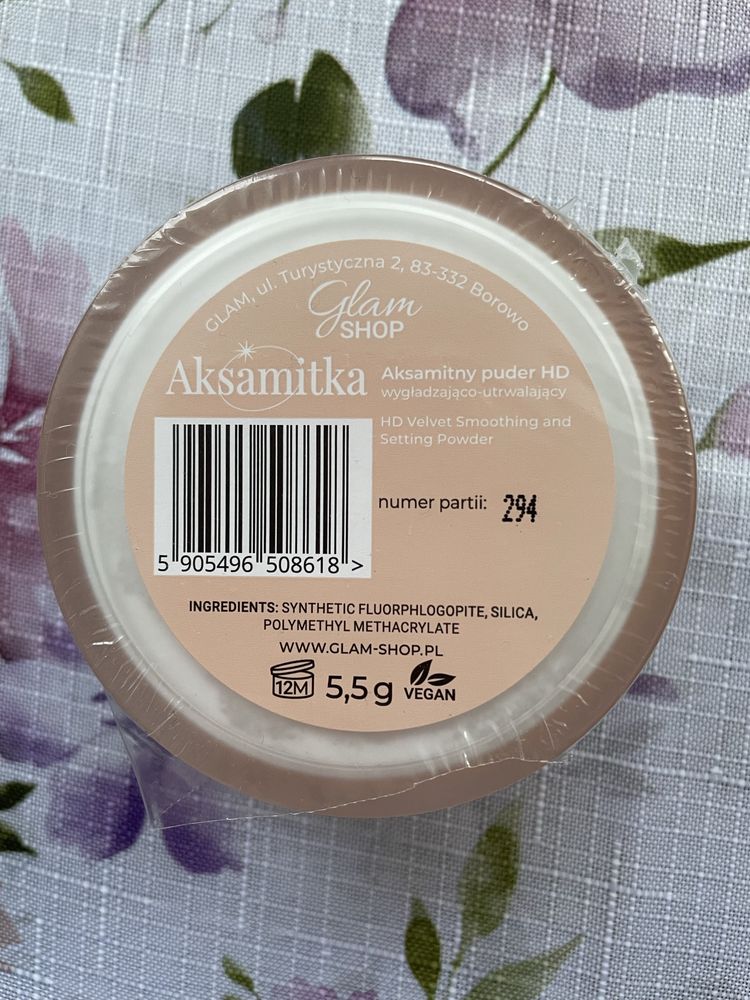 GLAM, ul. Turystyczna 2, 83-332 Borowo
Glam
SHOP
Aksamitka
Aksamitny puder HD
wygładzająco-utrwalający
HD Velvet Smoothing and
Setting Powder
numer partii: 294
5 905496 508618 >
INGREDIENTS: SYNTHETIC FLUORPHLOGOPITE, SILICA,
POLYMETHYL METHACRYLATE
WWW.GLAM-SHOP.PL
12M 5,5 g VEGAN